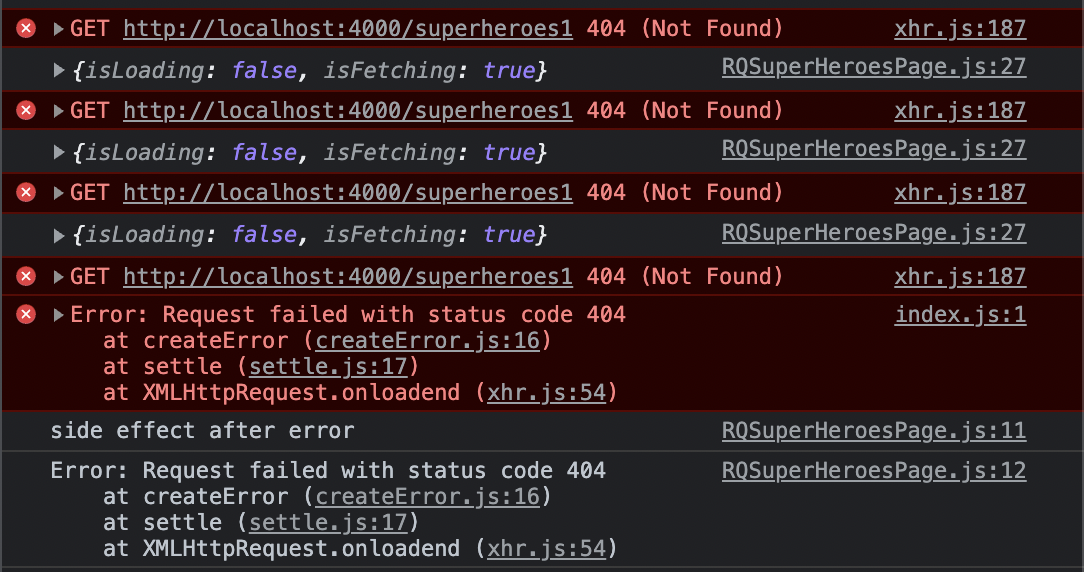 GET http://localhost:4000/superheroes1 404 (Not Found) xhr.js:187
{isLoading: false, isFetching: true} RQSuperHeroesPage.js:27
GET http://localhost:4000/superheroes1 404 (Not Found) xhr.js:187
{isLoading: false, isFetching: true} RQSuperHeroesPage.js:27
GET http://localhost:4000/superheroes1 404 (Not Found) xhr.js:187
{isLoading: false, isFetching: true} RQSuperHeroesPage.js:27
GET http://localhost:4000/superheroes1 404 (Not Found) xhr.js:187
Error: Request failed with status code 404 index.js:1
at createError (createError.js:16)
at settle (settle.js:17)
at XMLHttpRequest.onloadend (xhr.js:54)
side effect after error RQSuperHeroesPage.js:11
Error: Request failed with status code 404 RQSuperHeroesPage.js:12
at createError (createError.js:16)
at settle (settle.js:17)
at XMLHttpRequest.onloadend (xhr.js:54)